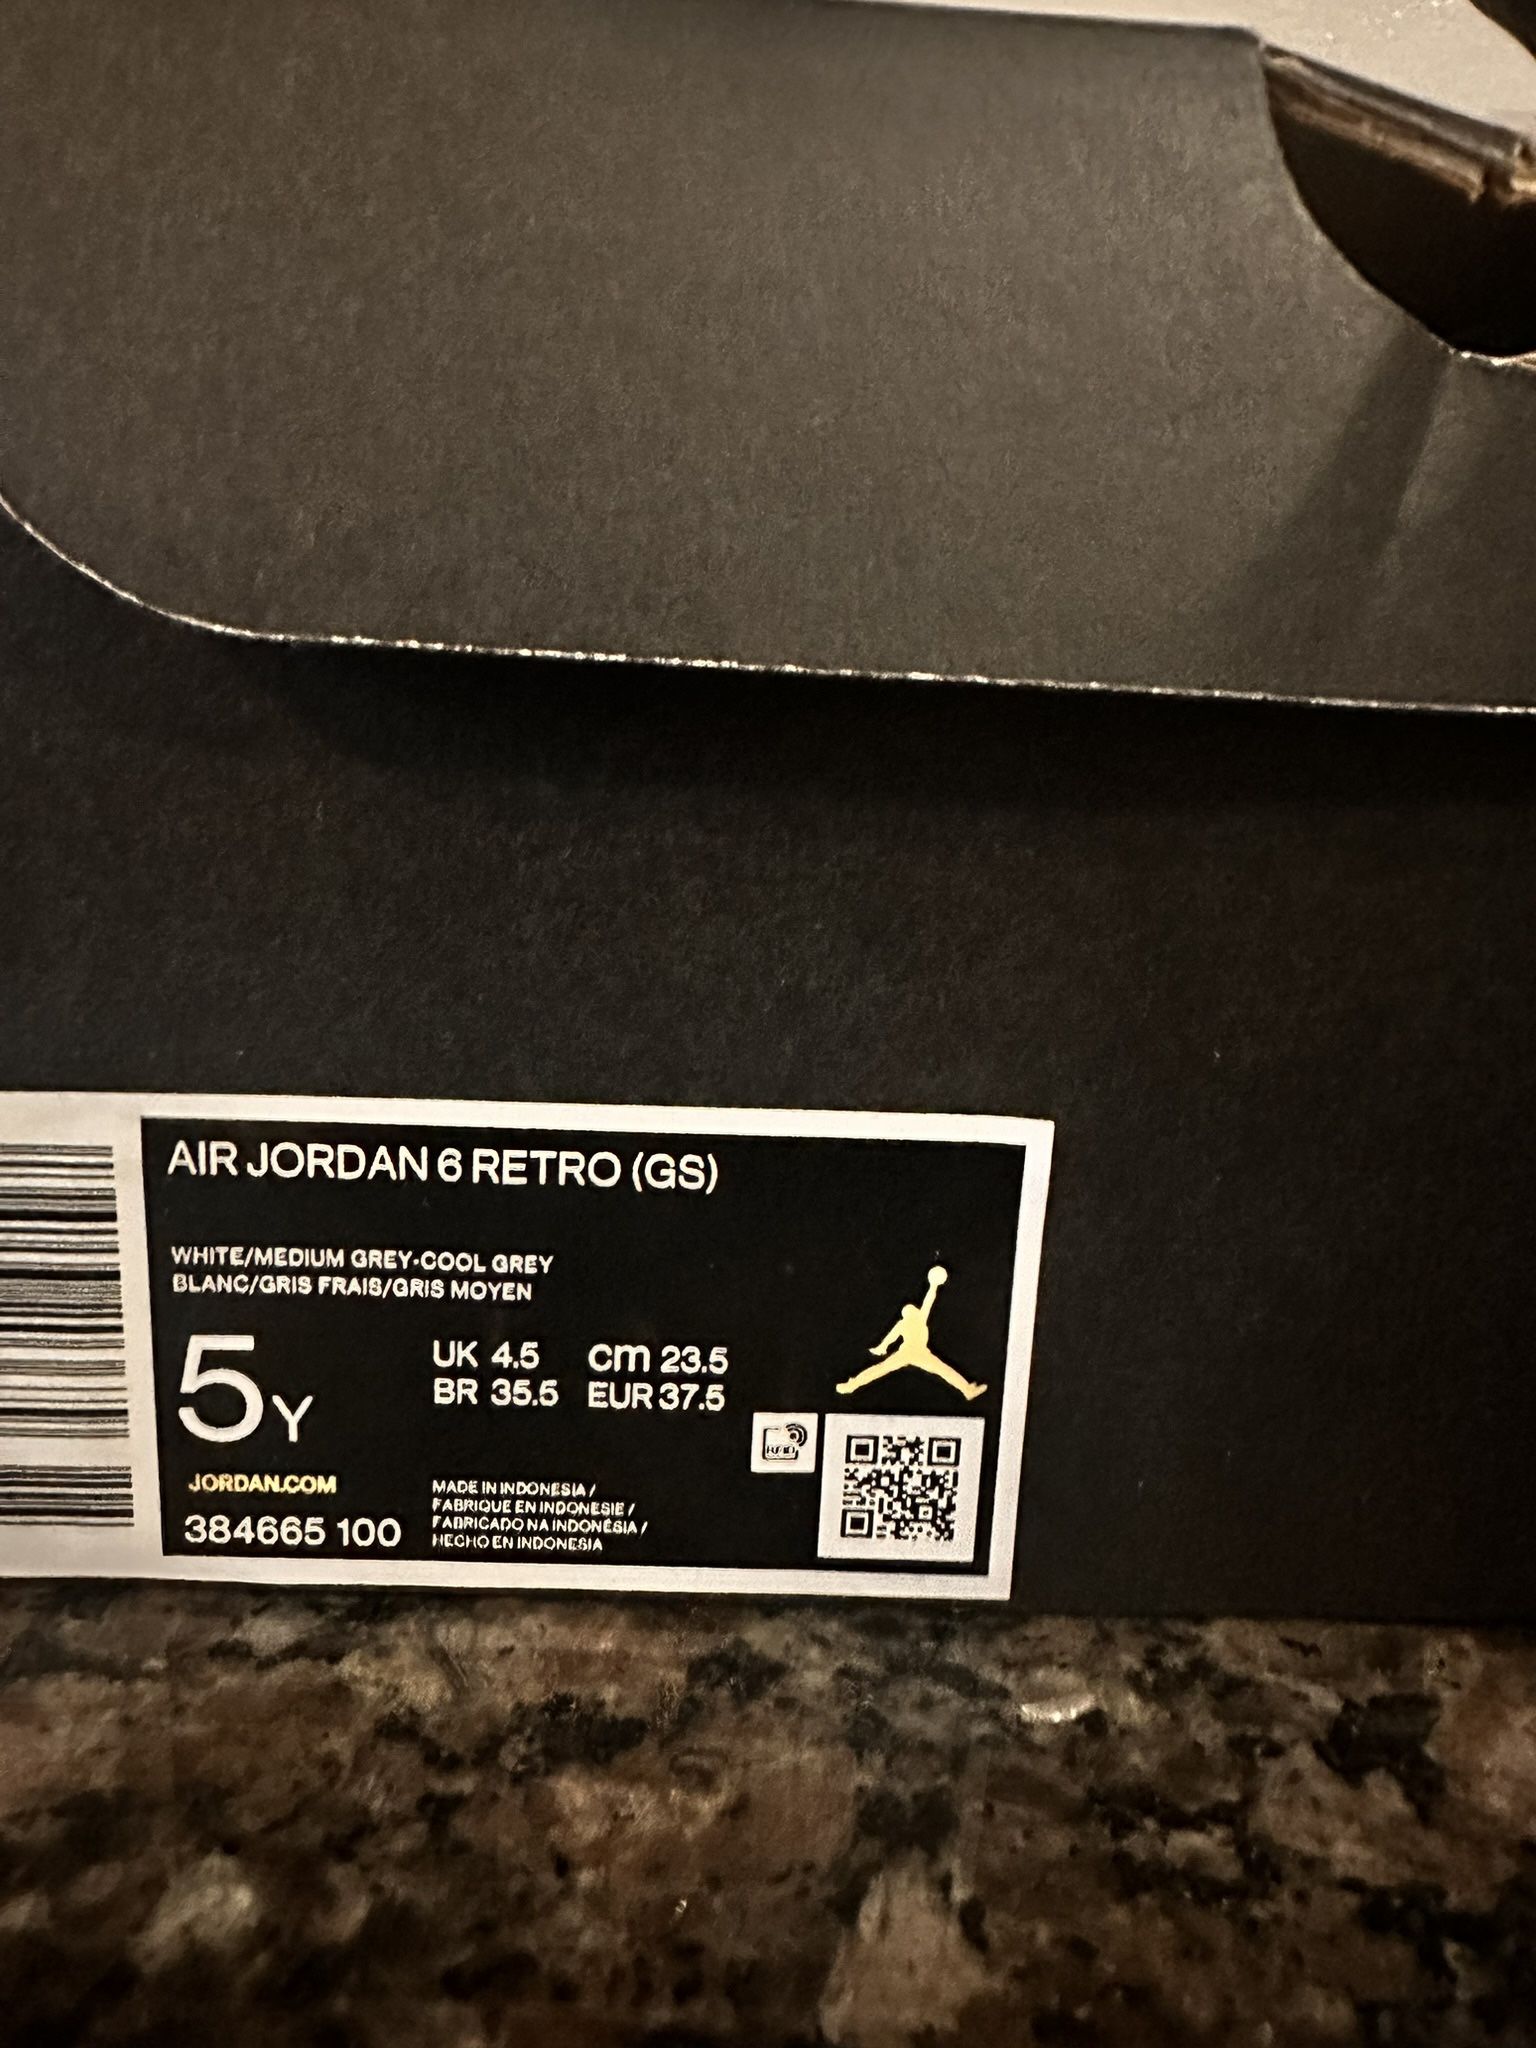 AIR JORDAN 6 RETRO (GS)
WHITE/MEDIUM GREY-COOL GREY
BLANC/GRIS FRAIS/GRIS MOYEN
5Y
UK 4.5 cm 23.5
BR 35.5 EUR 37.5
JORDAN.COM
384665 100
MADE IN INDONESIA /
FABRIQUE EN INDONESIE /
FABRICADO NA INDONÉSIA /
HECHO EN INDONESIA